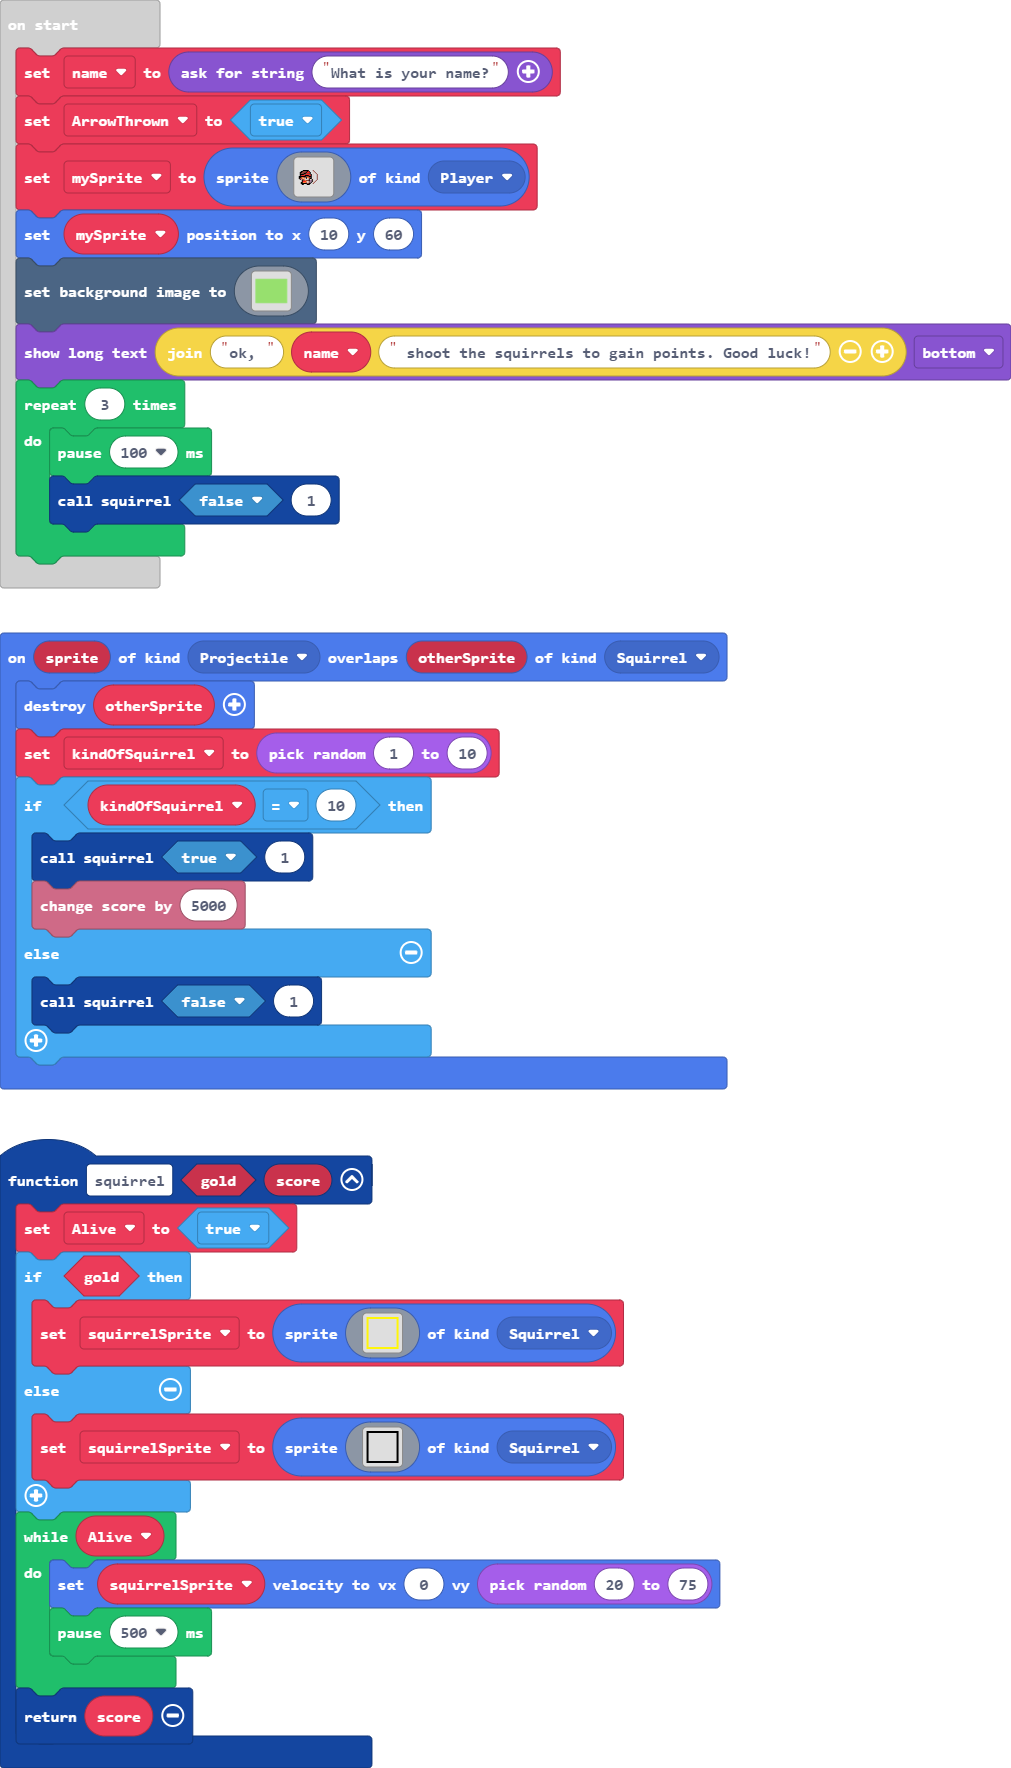 on start
set name to ask for string "What is your name?"
set ArrowThrown to true
set mySprite to sprite of kind Player
set mySprite position to x 10 y 60
set background image to
show long text join "ok, " name " shoot the squirrels to gain points. Good luck!" bottom
repeat 3 times
do
pause 100 ms
call squirrel false 1
on sprite of kind Projectile overlaps otherSprite of kind Squirrel
destroy otherSprite
set kindOfSquirrel to pick random 1 to 10
if kindOfSquirrel = 10 then
call squirrel true 1
change score by 5000
else
call squirrel false 1
function squirrel gold score
set Alive to true
if gold then
set squirrelSprite to sprite of kind Squirrel
else
set squirrelSprite to sprite of kind Squirrel
while Alive
do
set squirrelSprite velocity to vx 0 vy pick random 20 to 75
pause 500 ms
return score